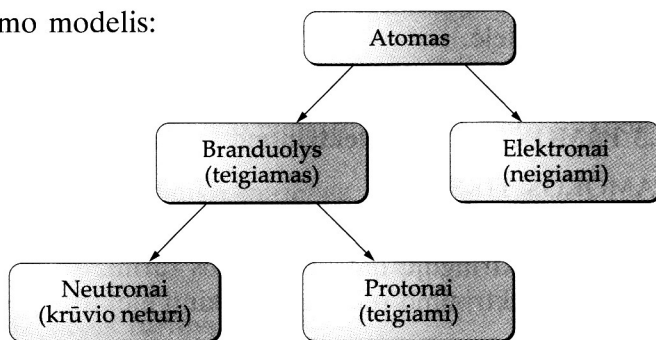 mo modelis:
Atomas
Branduolys
(teigiamas)
Elektronai
(neigiami)
Neutronai
(krūvio neturi)
Protonai
(teigiami)